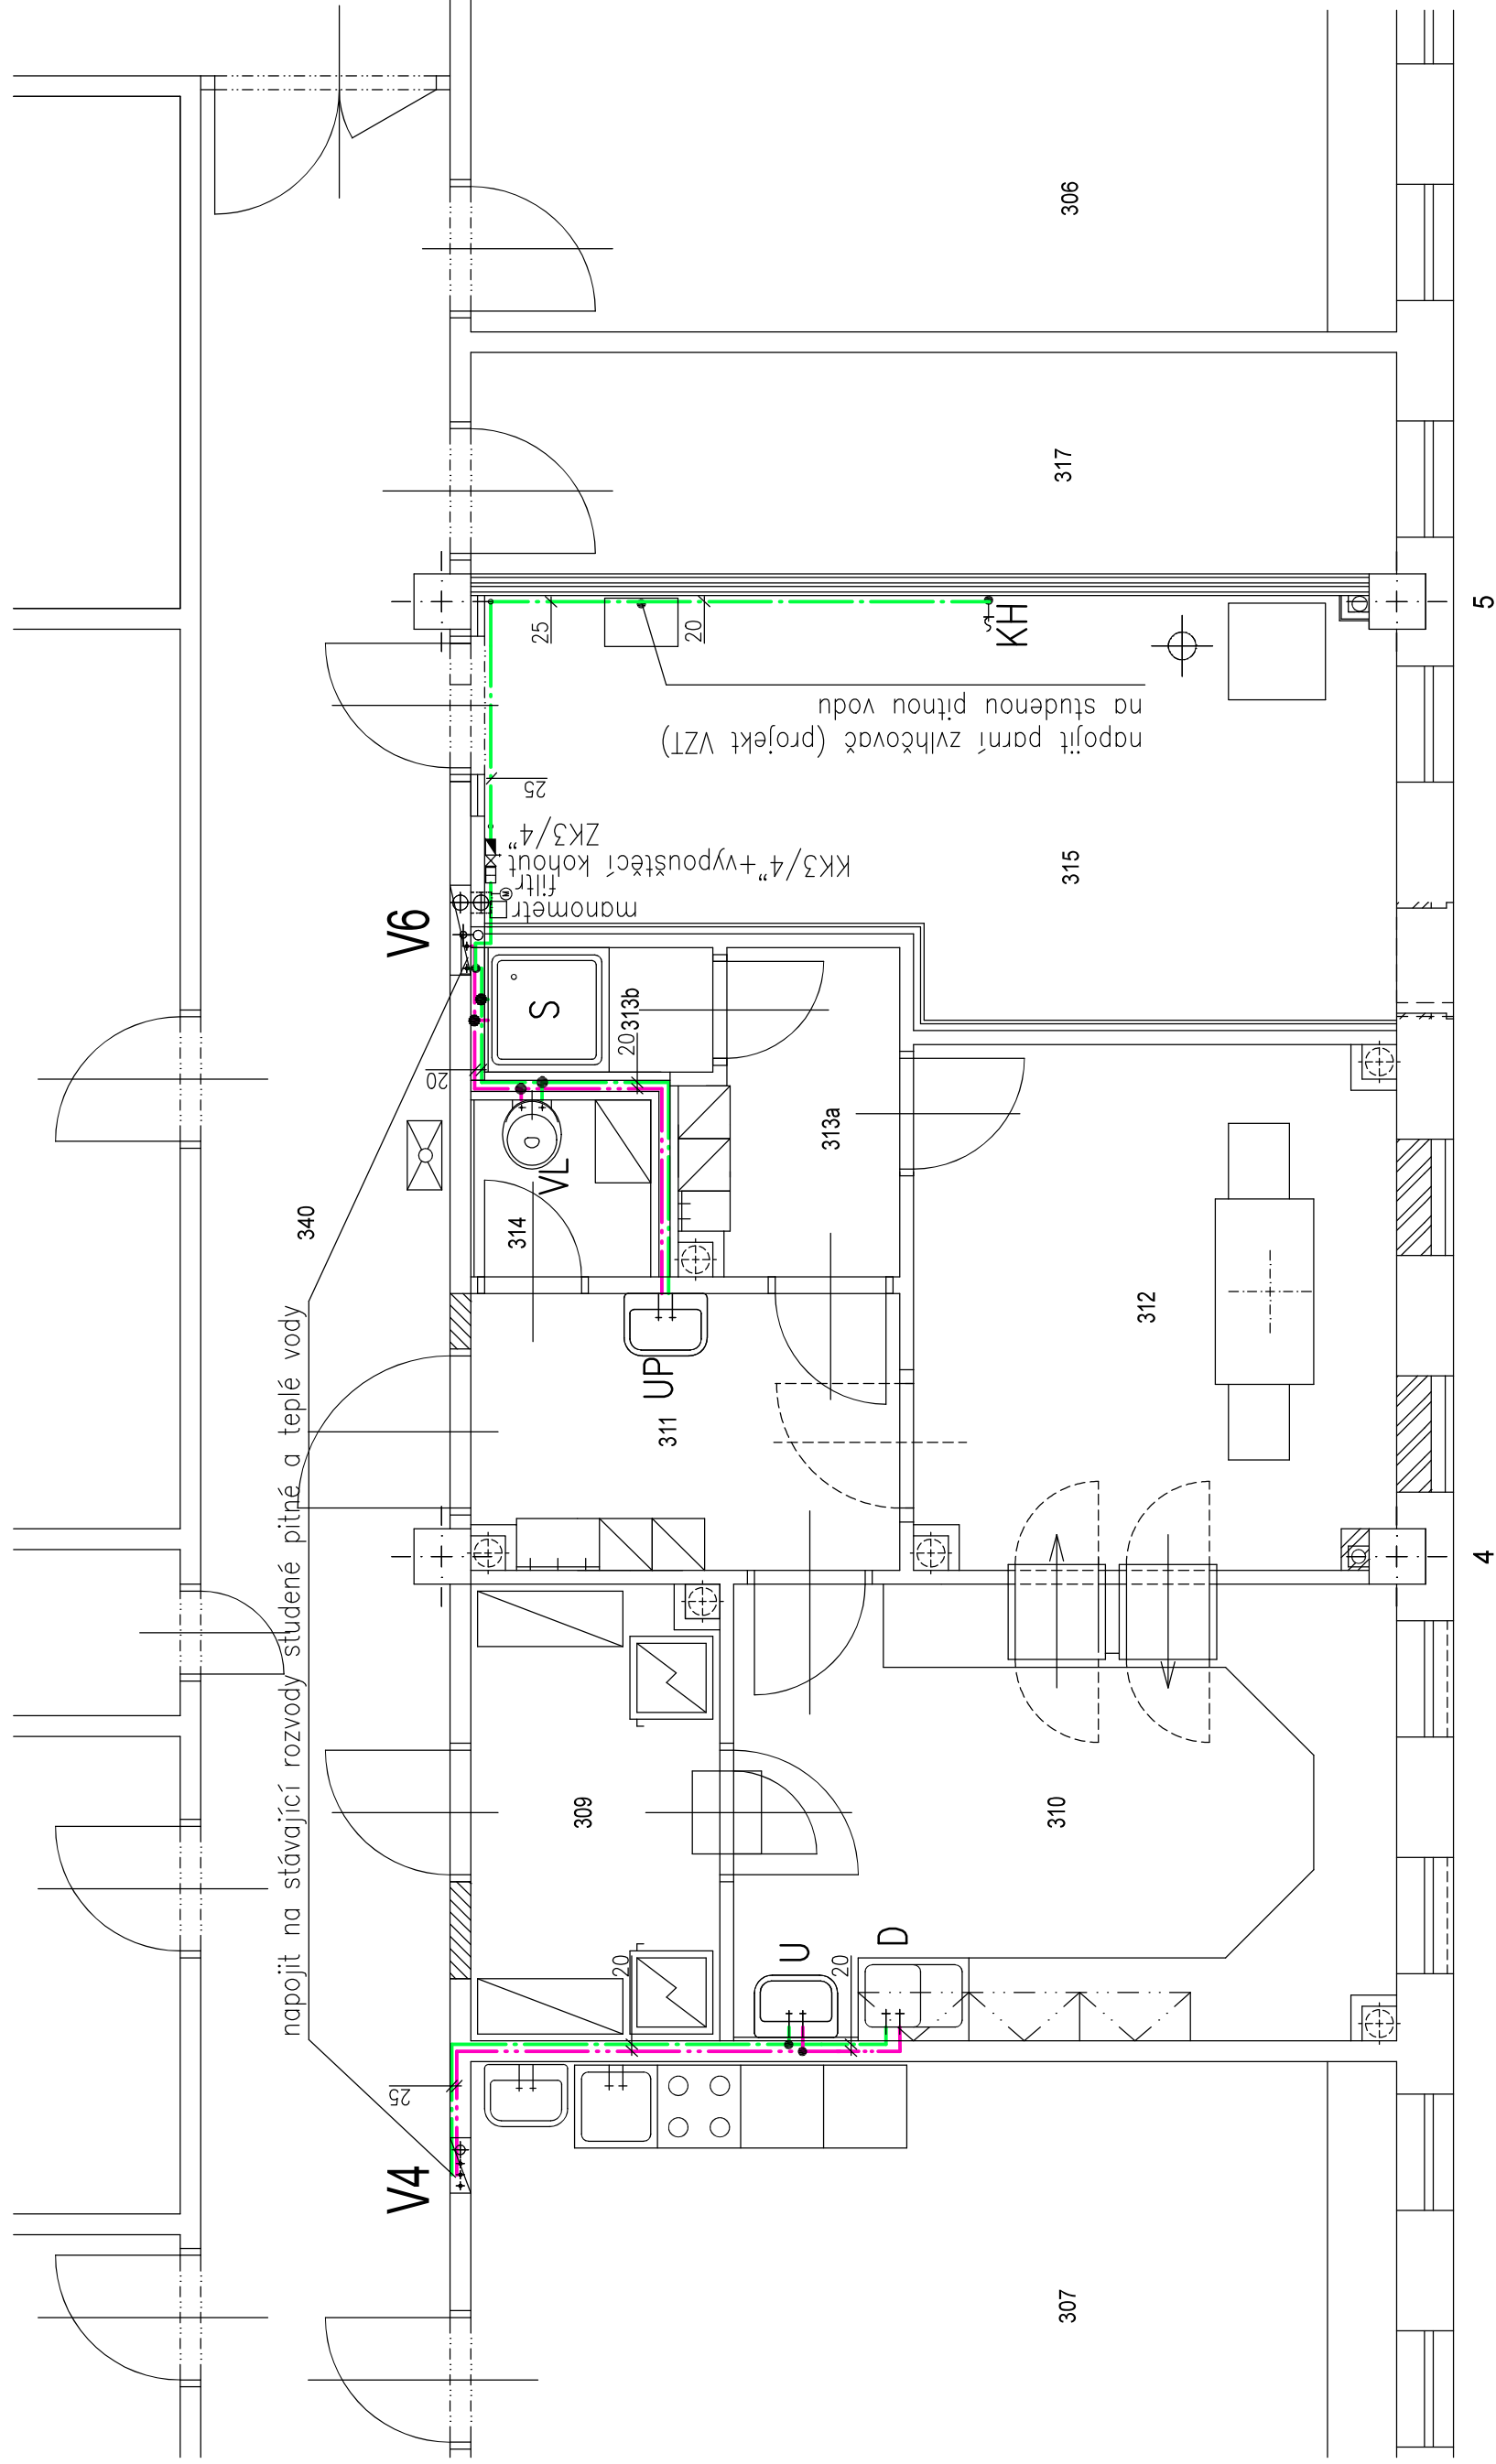 340
napojit na stávající rozvody studené pitné a teplé vody
V4
25
20
20
U
D
307
309
310
311
UP
312
314
VL
313a
20
20
313b
S
V6
manometr
filtr
KK3/4"+vypouštěcí kohout
ZK3/4"
25
315
napojit parní zvlhčovač (projekt VZT)
na studenou pitnou vodu
25
20
KH
317
306
4
5
M